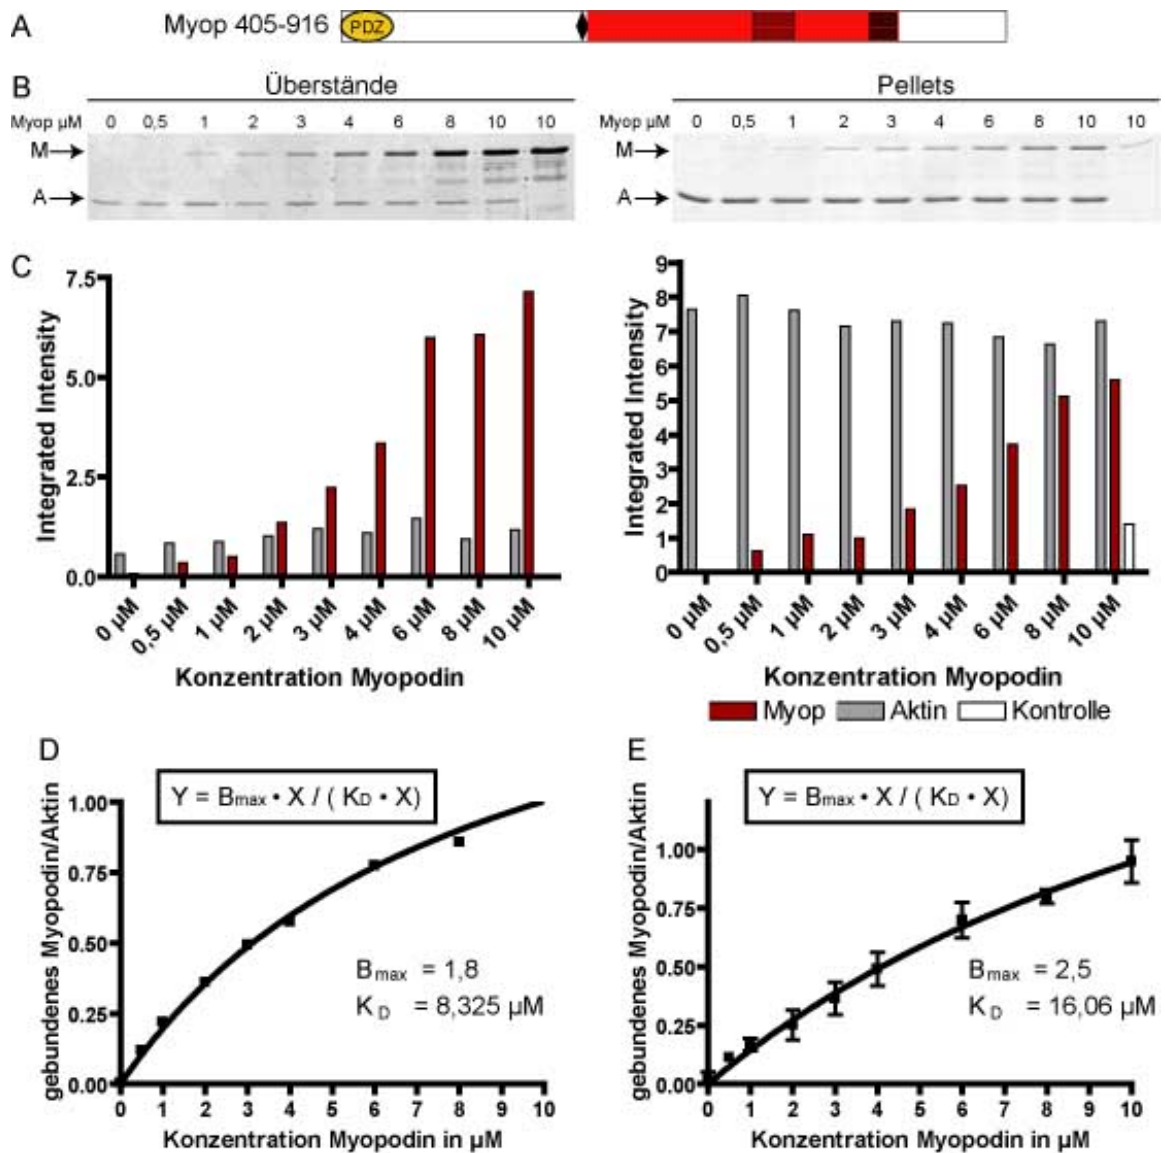 A
Myop 405-916
PDZ
B
Überstände
Myop µM 0 0,5 1 2 3 4 6 8 10 10
M
A
Pellets
Myop µM 0 0,5 1 2 3 4 6 8 10 10
M
A
C
Integrated Intensity
7.5
5.0
2.5
0.0
0 µM 0,5 µM 1 µM 2 µM 3 µM 4 µM 6 µM 8 µM 10 µM
Konzentration Myopodin
Integrated Intensity
9
8
7
6
5
4
3
2
1
0
0 µM 0,5 µM 1 µM 2 µM 3 µM 4 µM 6 µM 8 µM 10 µM
Konzentration Myopodin
Myop Aktin Kontrolle
D
gebundenes Myopodin/Aktin
Y = Bmax • X / ( KD • X)
1.00
0.75
0.50
0.25
0.00
Bmax = 1,8
KD = 8,325 µM
0 1 2 3 4 5 6 7 8 9 10
Konzentration Myopodin in µM
E
gebundenes Myopodin/Aktin
Y = Bmax • X / ( KD • X)
1.00
0.75
0.50
0.25
0.00
Bmax = 2,5
KD = 16,06 µM
0 1 2 3 4 5 6 7 8 9 10
Konzentration Myopodin in µM